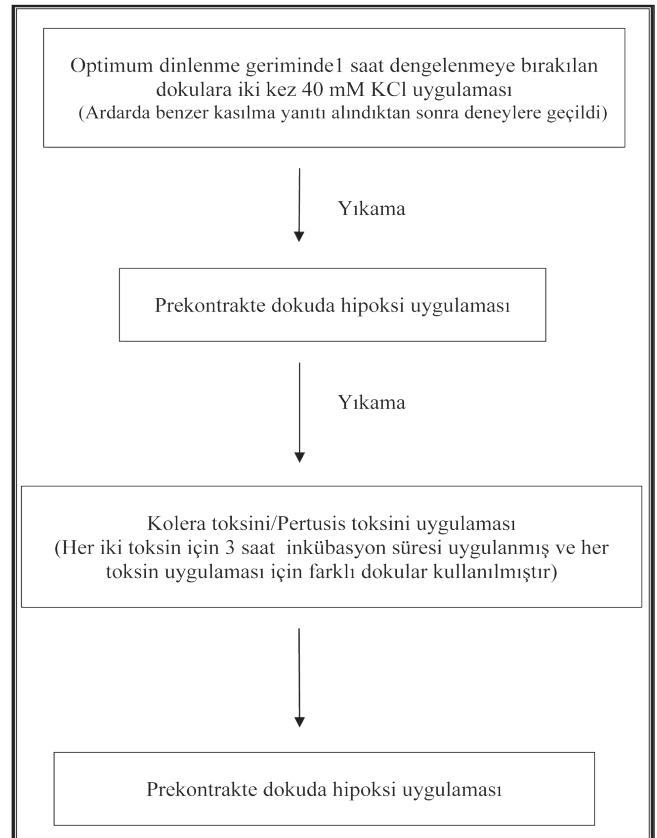 Optimum dinlenme geriminde1 saat dengelenmeye bırakılan
dokulara iki kez 40 mM KCl uygulaması
(Ardarda benzer kasılma yanıtı alındıktan sonra deneylere geçildi)
Yıkama
Prekontrakte dokuda hipoksi uygulaması
Yıkama
Kolera toksini/Pertusis toksini uygulaması
(Her iki toksin için 3 saat inkübasyon süresi uygulanmış ve her
toksin uygulaması için farklı dokular kullanılmıştır)
Prekontrakte dokuda hipoksi uygulaması